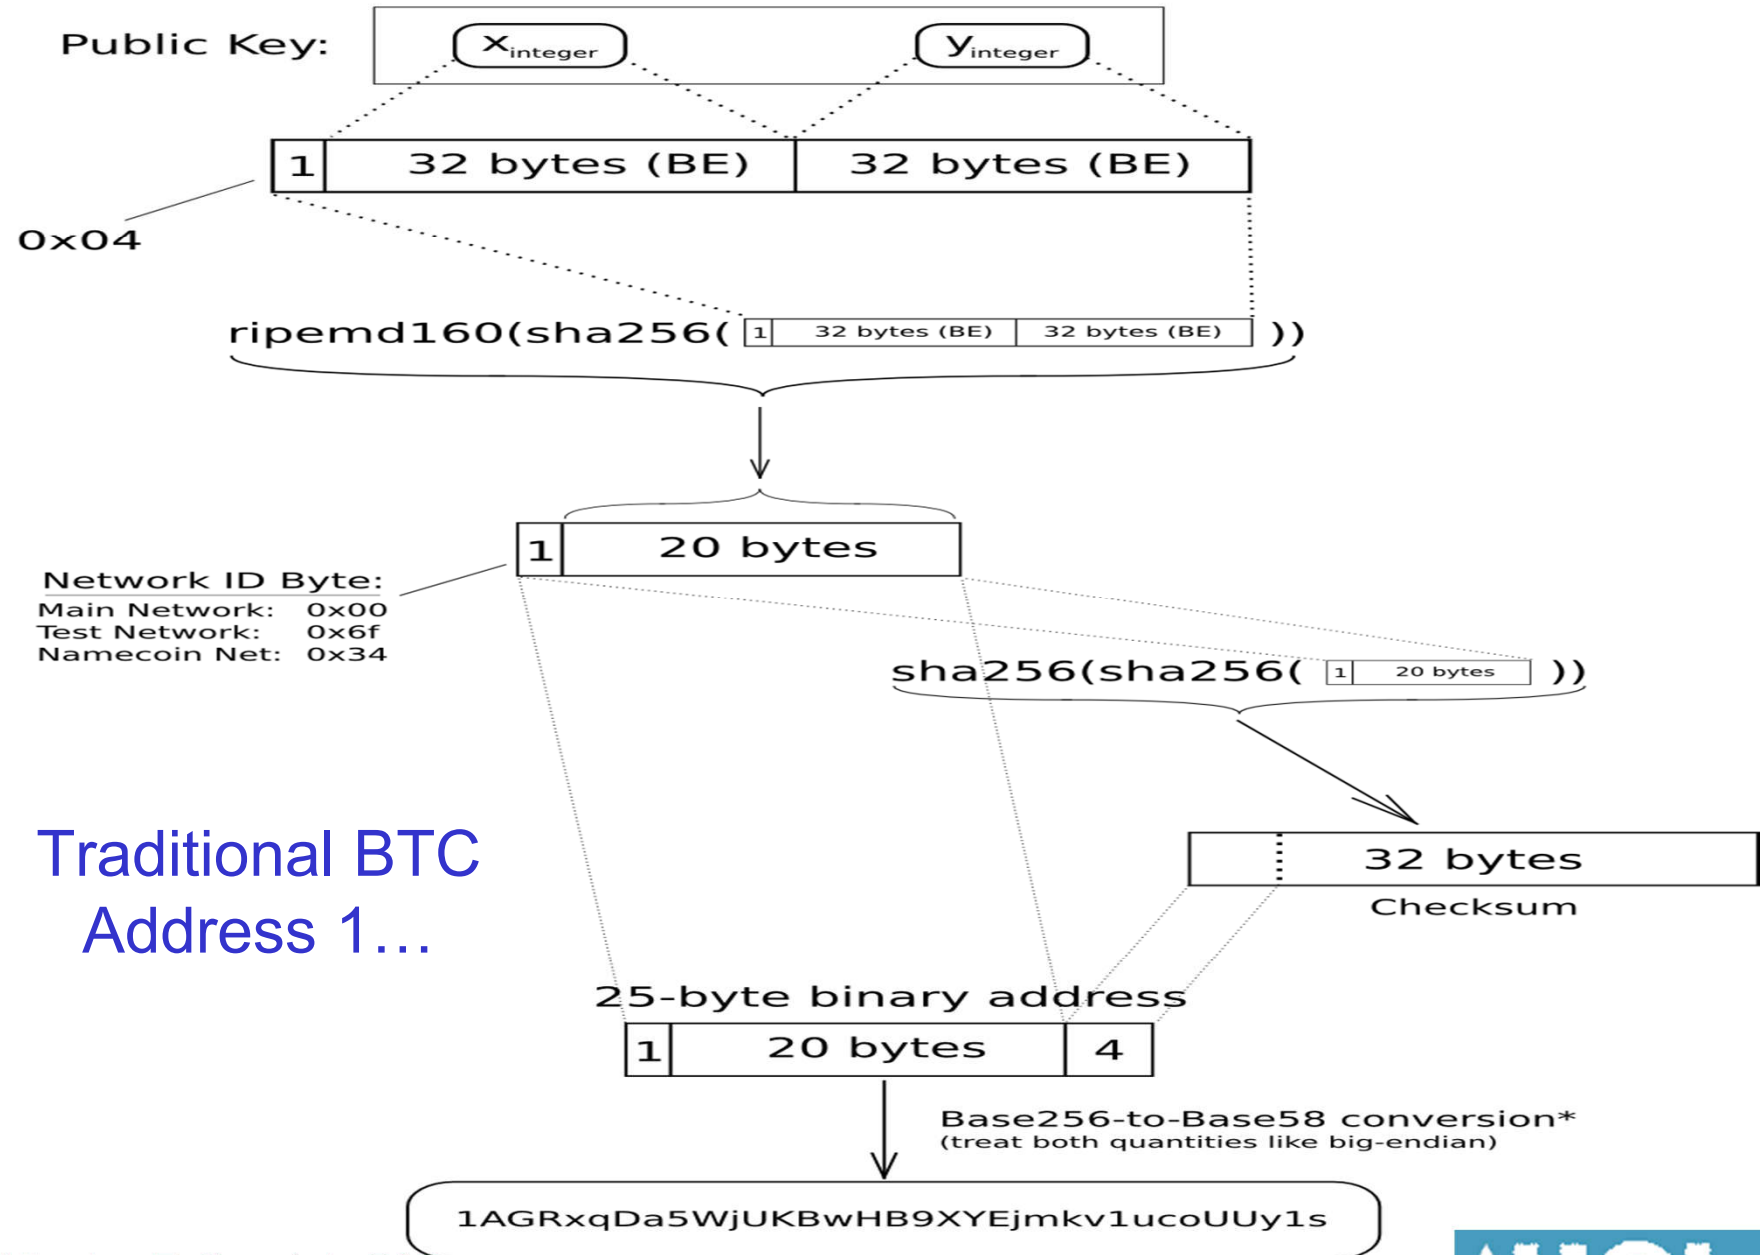 Public Key:
xinteger
yinteger
1
32 bytes (BE)
32 bytes (BE)
0x04
ripemd160(sha256( 1 32 bytes (BE) 32 bytes (BE) ))
1
20 bytes
Network ID Byte:
Main Network: 0x00
Test Network: 0x6f
Namecoin Net: 0x34
sha256(sha256( 1 20 bytes ))
32 bytes
Checksum
Traditional BTC
Address 1…
25-byte binary address
1
20 bytes
4
Base256-to-Base58 conversion*
(treat both quantities like big-endian)
1AGRxqDa5WjUKBwHB9XYEjmkv1ucoUUy1s